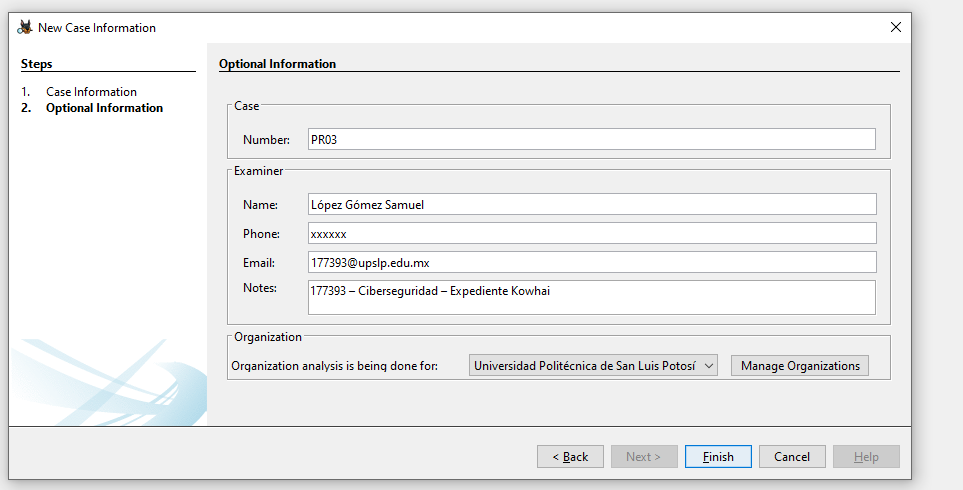 New Case Information
Steps
1. Case Information
2. Optional Information
Optional Information
Case
Number: PR03
Examiner
Name: López Gómez Samuel
Phone: xxxxxx
Email: 177393@upslp.edu.mx
Notes: 177393 – Ciberseguridad – Expediente Kowhai
Organization
Organization analysis is being done for: Universidad Politécnica de San Luis Potosí Manage Organizations
< Back Next > Finish Cancel Help